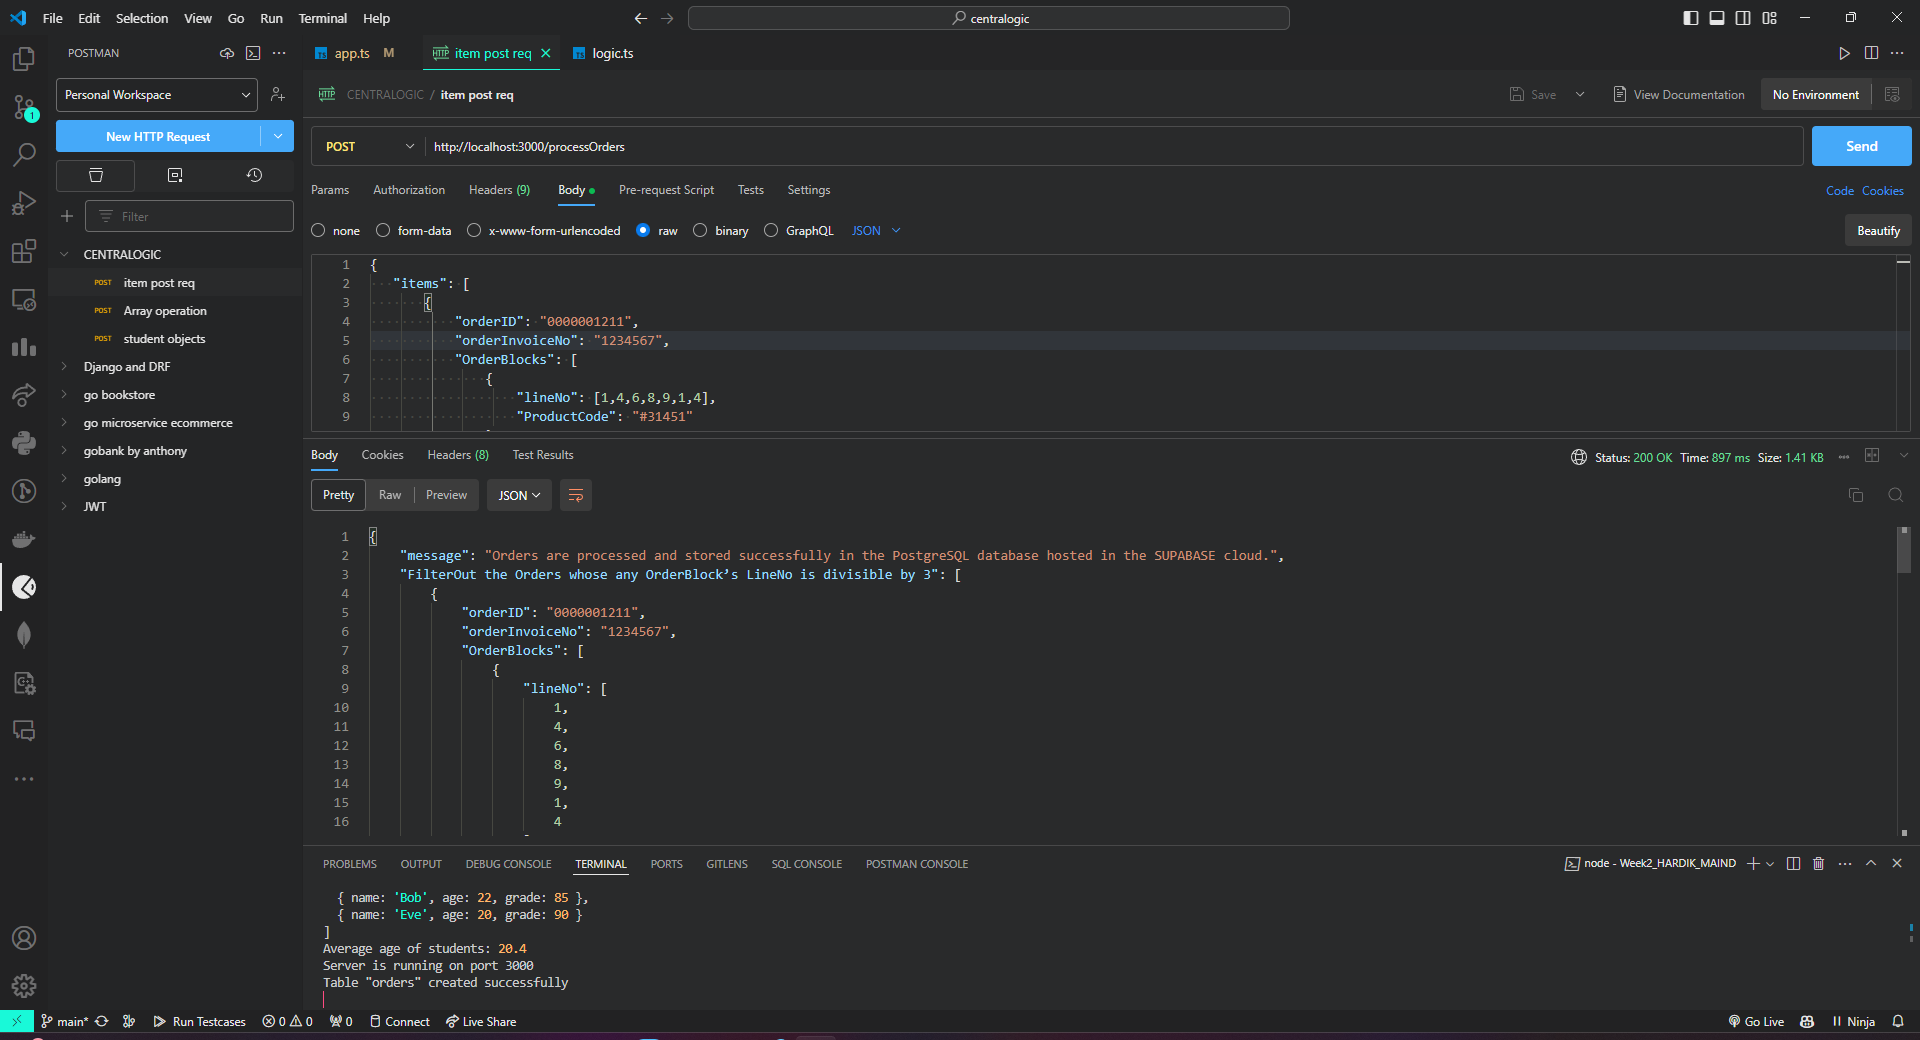 File Edit Selection View Go Run Terminal Help centralogic
POSTMAN
app.ts M item post req logic.ts
Personal Workspace
HTTP CENTRALOGIC / item post req Save View Documentation No Environment
1
New HTTP Request
POST http://localhost:3000/processOrders Send
Params Authorization Headers (9) Body Pre-request Script Tests Settings Code Cookies
Filter
none form-data x-www-form-urlencoded raw binary GraphQL JSON Beautify
CENTRALOGIC
POST item post req
POST Array operation
POST student objects
Django and DRF
go bookstore
go microservice ecommerce
gobank by anthony
golang
JWT
1 {
2 "items": [
3 {
4 "orderID": "0000001211",
5 "orderInvoiceNo": "1234567",
6 "OrderBlocks": [
7 {
8 "lineNo": [1,4,6,8,9,1,4],
9 "ProductCode": "#31451"
Body Cookies Headers (8) Test Results Status: 200 OK Time: 897 ms Size: 1.41 KB
Pretty Raw Preview JSON
1 {
2 "message": "Orders are processed and stored successfully in the PostgreSQL database hosted in the SUPABASE cloud.",
3 "FilterOut the Orders whose any OrderBlock’s LineNo is divisible by 3": [
4 {
5 "orderID": "0000001211",
6 "orderInvoiceNo": "1234567",
7 "OrderBlocks": [
8 {
9 "lineNo": [
10 1,
11 4,
12 6,
13 8,
14 9,
15 1,
16 4
PROBLEMS OUTPUT DEBUG CONSOLE TERMINAL PORTS GITLENS SQL CONSOLE POSTMAN CONSOLE node - Week2_HARDIK_MAIND
{ name: 'Bob', age: 22, grade: 85 },
{ name: 'Eve', age: 20, grade: 90 }
]
Average age of students: 20.4
Server is running on port 3000
Table "orders" created successfully
main* Run Testcases 0 0 0 Connect Live Share Go Live Ninja